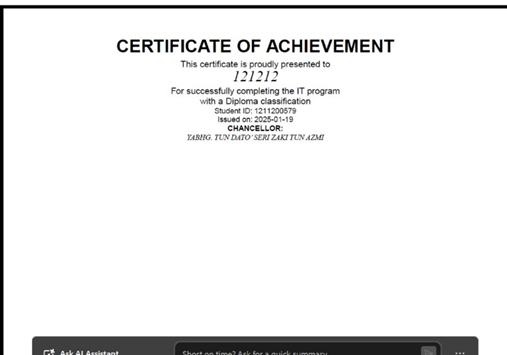 CERTIFICATE OF ACHIEVEMENT
This certificate is proudly presented to
121212
For successfully completing the IT program
with a Diploma classification
Student ID: 1211200579
Issued on: 2025-01-19
CHANCELLOR:
YABHG. TUN DATO' SERI ZAKI TUN AZMI
Ask AI Assistant
Short on time? Ask for a quick summary